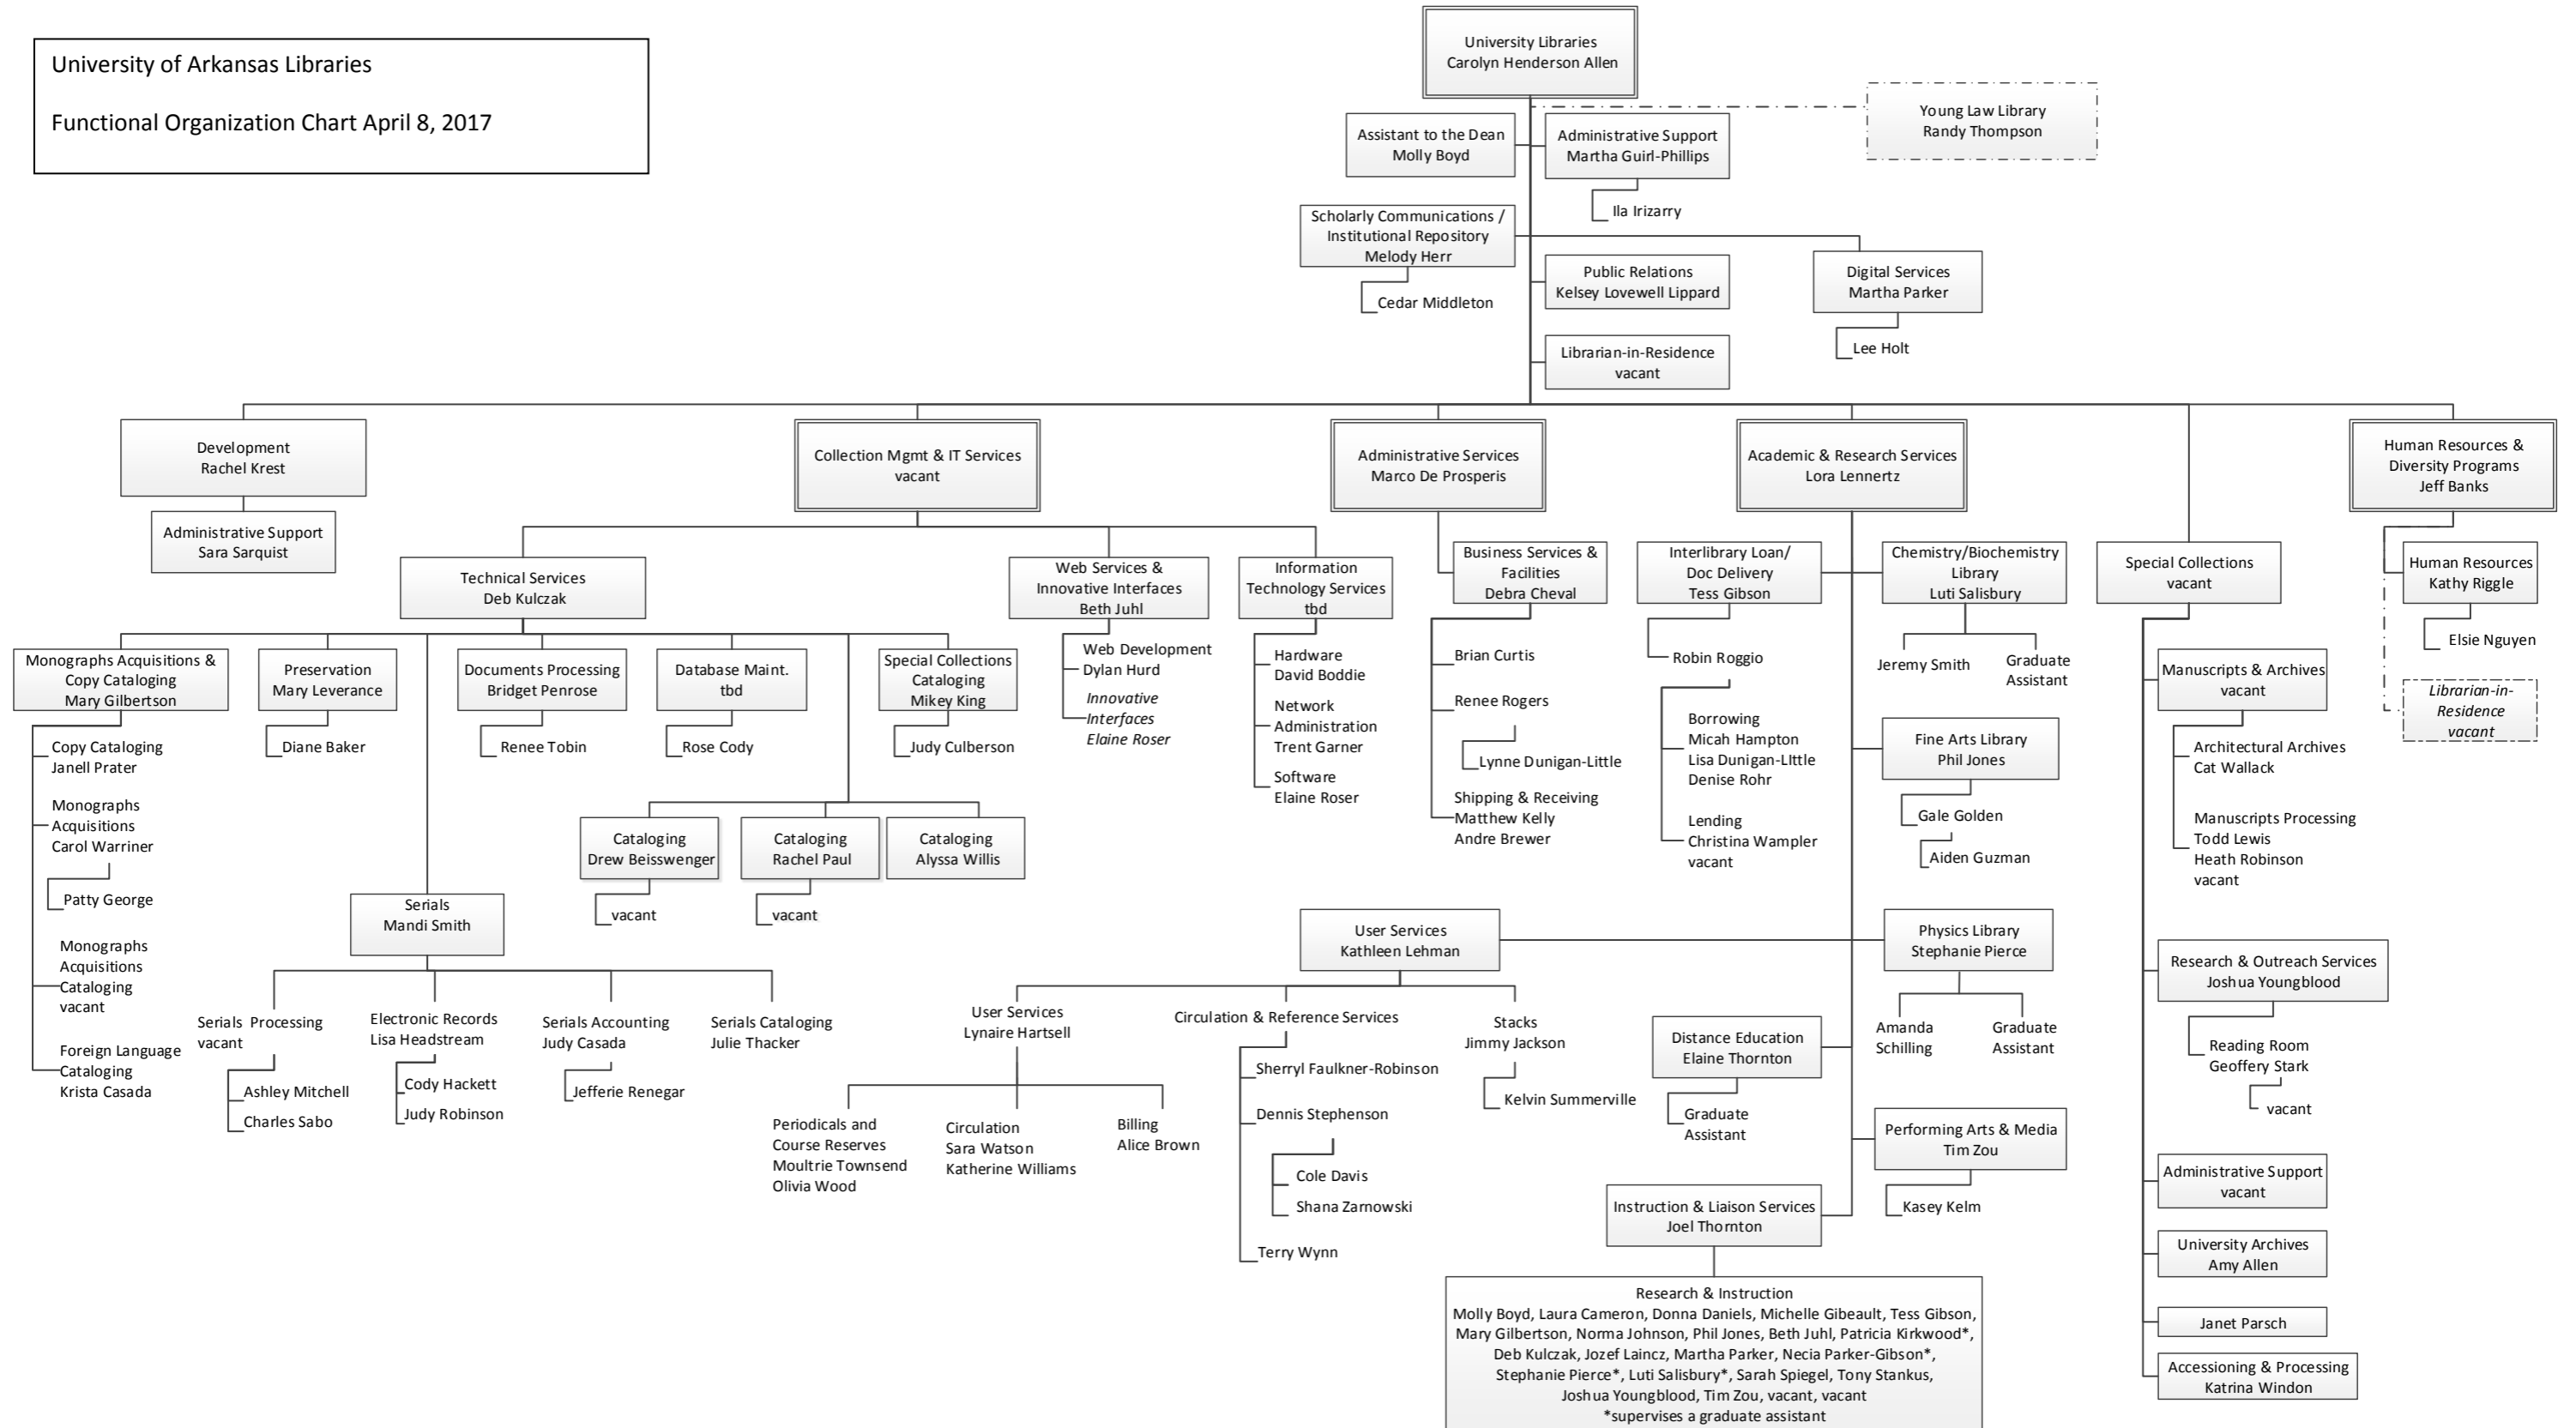 University of Arkansas Libraries
Functional Organization Chart April 8, 2017
University Libraries
Carolyn Henderson Allen
Young Law Library
Randy Thompson
Assistant to the Dean
Molly Boyd
Administrative Support
Martha Guirl-Phillips
Ila Irizarry
Scholarly Communications /
Institutional Repository
Melody Herr
Cedar Middleton
Public Relations
Kelsey Lovewell Lippard
Digital Services
Martha Parker
Lee Holt
Librarian-in-Residence
vacant
Development
Rachel Krest
Administrative Support
Sara Sarquist
Collection Mgmt & IT Services
vacant
Technical Services
Deb Kulczak
Monographs Acquisitions &
Copy Cataloging
Mary Gilbertson
Copy Cataloging
Janell Prater
Monographs
Acquisitions
Carol Warriner
Patty George
Monographs
Acquisitions
Cataloging
vacant
Foreign Language
Cataloging
Krista Casada
Preservation
Mary Leverance
Diane Baker
Serials
Mandi Smith
Serials Processing
vacant
Ashley Mitchell
Charles Sabo
Electronic Records
Lisa Headstream
Cody Hackett
Judy Robinson
Serials Accounting
Judy Casada
Jefferie Renegar
Serials Cataloging
Julie Thacker
Documents Processing
Bridget Penrose
Renee Tobin
Database Maint.
tbd
Rose Cody
Cataloging
Drew Beisswenger
vacant
Cataloging
Rachel Paul
vacant
Cataloging
Alyssa Willis
Special Collections
Cataloging
Mikey King
Judy Culberson
Web Services &
Innovative Interfaces
Beth Juhl
Web Development
Dylan Hurd
Innovative
Interfaces
Elaine Roser
Information
Technology Services
tbd
Hardware
David Boddie
Network
Administration
Trent Garner
Software
Elaine Roser
Administrative Services
Marco De Prosperis
Business Services &
Facilities
Debra Cheval
Brian Curtis
Renee Rogers
Lynne Dunigan-Little
Shipping & Receiving
Matthew Kelly
Andre Brewer
Academic & Research Services
Lora Lennertz
Interlibrary Loan/
Doc Delivery
Tess Gibson
Robin Roggio
Borrowing
Micah Hampton
Lisa Dunigan-LIttle
Denise Rohr
Lending
Christina Wampler
vacant
Chemistry/Biochemistry
Library
Luti Salisbury
Jeremy Smith
Graduate
Assistant
Fine Arts Library
Phil Jones
Gale Golden
Aiden Guzman
User Services
Kathleen Lehman
User Services
Lynaire Hartsell
Periodicals and
Course Reserves
Moultrie Townsend
Olivia Wood
Circulation
Sara Watson
Katherine Williams
Billing
Alice Brown
Circulation & Reference Services
Sherryl Faulkner-Robinson
Dennis Stephenson
Cole Davis
Shana Zarnowski
Terry Wynn
Stacks
Jimmy Jackson
Kelvin Summerville
Physics Library
Stephanie Pierce
Amanda
Schilling
Graduate
Assistant
Distance Education
Elaine Thornton
Graduate
Assistant
Performing Arts & Media
Tim Zou
Kasey Kelm
Instruction & Liaison Services
Joel Thornton
Research & Instruction
Molly Boyd, Laura Cameron, Donna Daniels, Michelle Gibeault, Tess Gibson,
Mary Gilbertson, Norma Johnson, Phil Jones, Beth Juhl, Patricia Kirkwood*,
Deb Kulczak, Jozef Laincz, Martha Parker, Necia Parker-Gibson*,
Stephanie Pierce*, Luti Salisbury*, Sarah Spiegel, Tony Stankus,
Joshua Youngblood, Tim Zou, vacant, vacant
*supervises a graduate assistant
Special Collections
vacant
Manuscripts & Archives
vacant
Architectural Archives
Cat Wallack
Manuscripts Processing
Todd Lewis
Heath Robinson
vacant
Research & Outreach Services
Joshua Youngblood
Reading Room
Geoffery Stark
vacant
Administrative Support
vacant
University Archives
Amy Allen
Janet Parsch
Accessioning & Processing
Katrina Windon
Human Resources &
Diversity Programs
Jeff Banks
Human Resources
Kathy Riggle
Elsie Nguyen
Librarian-in-
Residence
vacant